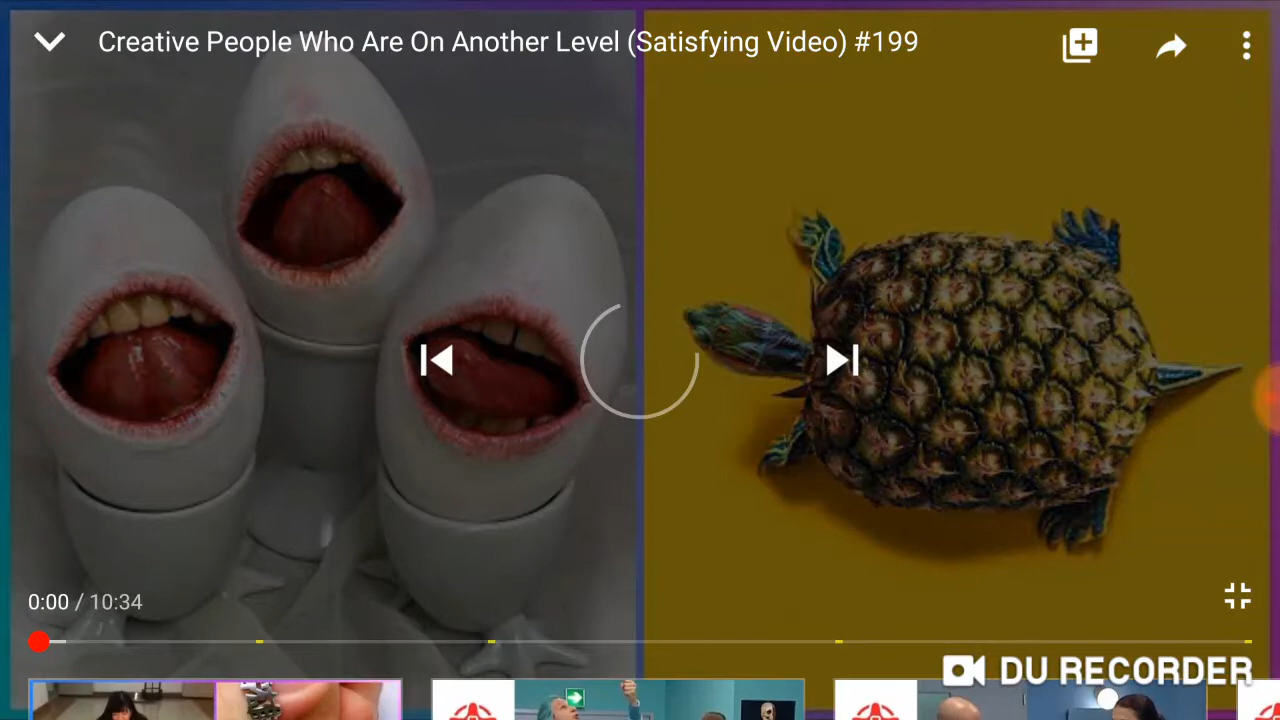 Creative People Who Are On Another Level (Satisfying Video) #199
0:00 / 10:34
DU RECORDER